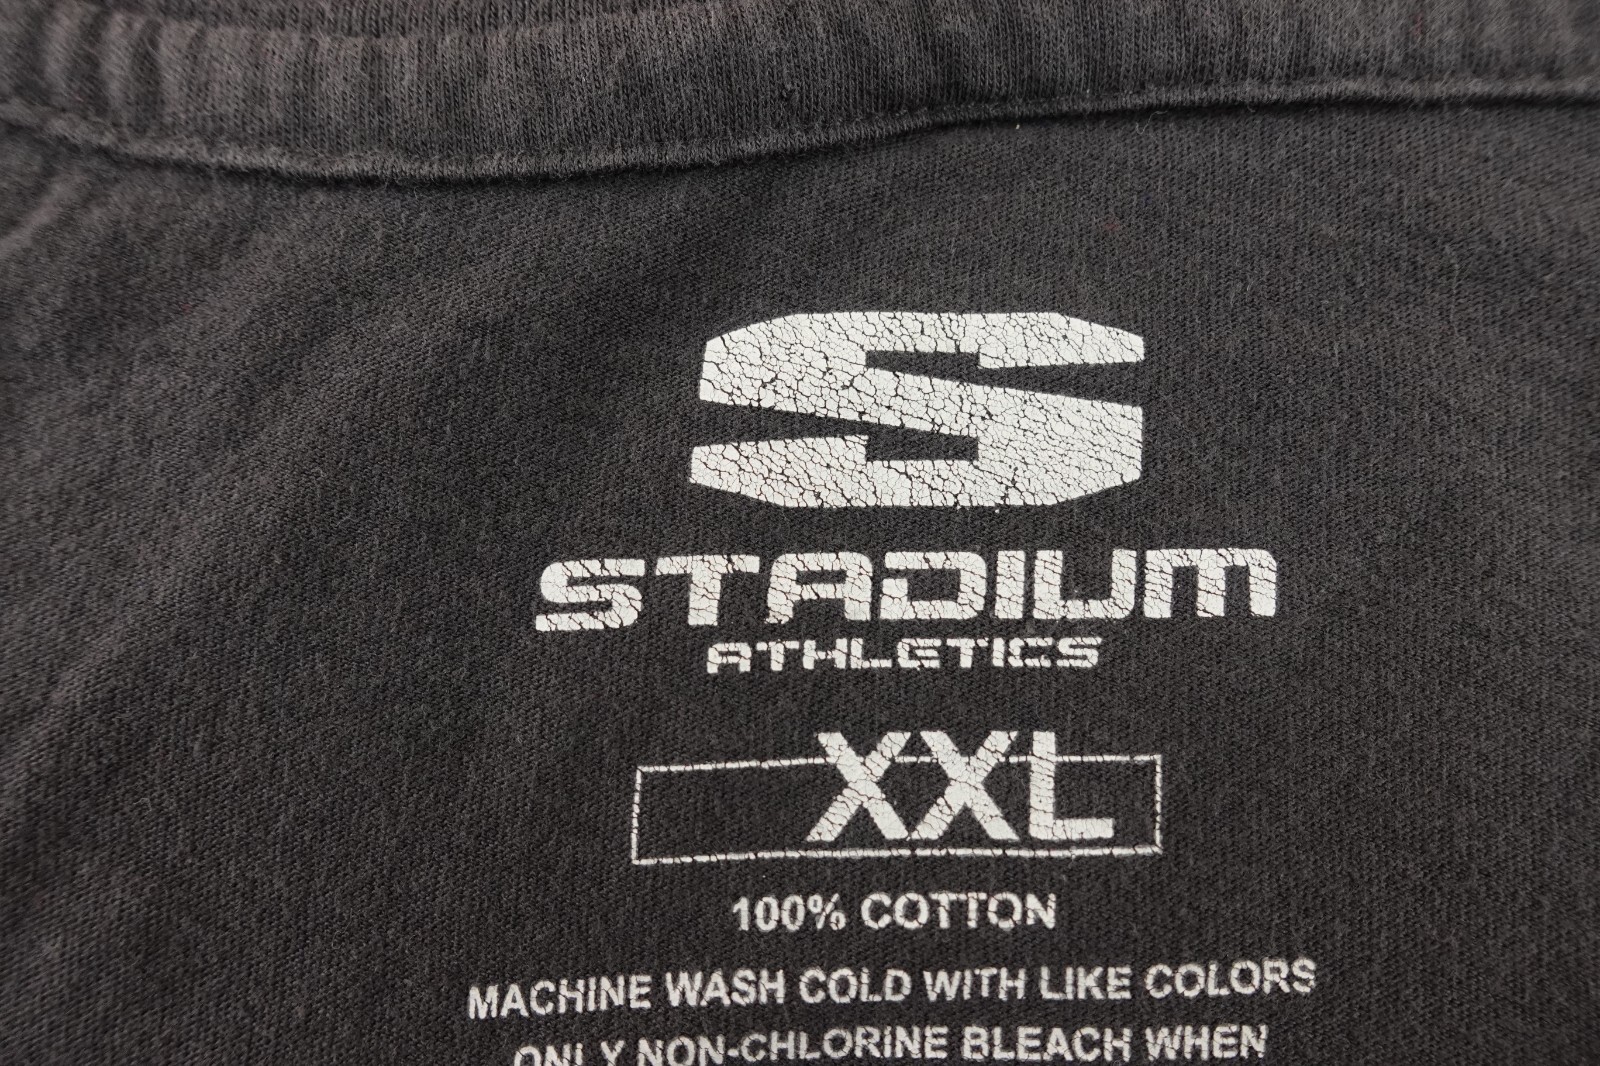 S
STADIUM
ATHLETICS
XXL
100% COTTON
MACHINE WASH COLD WITH LIKE COLORS
ONLY NON-CHLORINE BLEACH WHEN